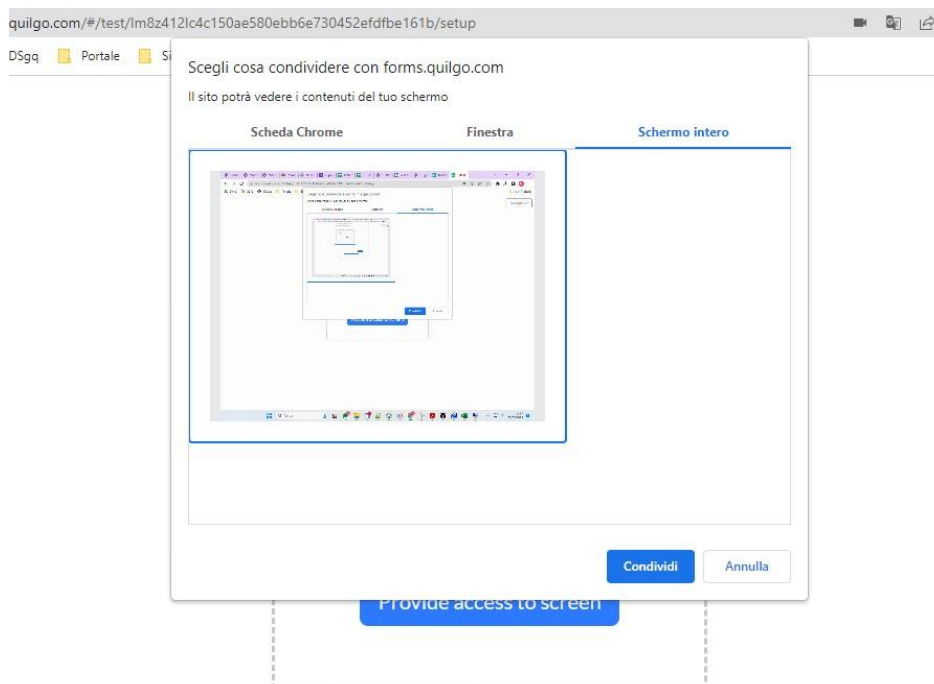 quilgo.com/#/test/lm8z412lc4c150ae580ebb6e730452efdfbe161b/setup
DSgq Portale Si
Scegli cosa condividere con forms.quilgo.com
Il sito potrà vedere i contenuti del tuo schermo
Scheda Chrome Finestra Schermo intero
Condividi Annulla
Provide access to screen